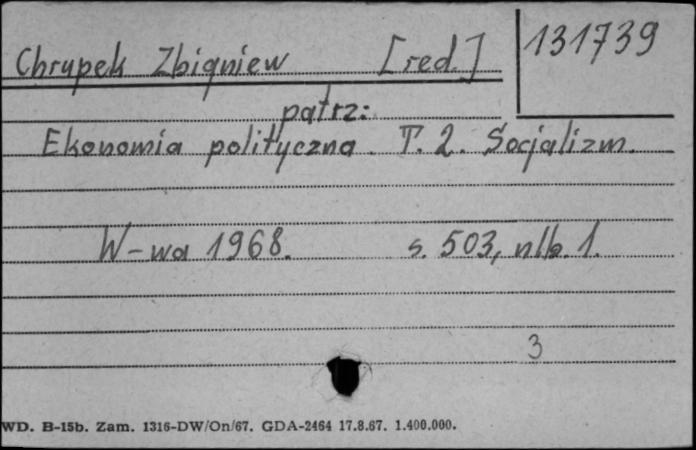 Chrupek Zbigniew [red.] 131739
patrz:
Ekonomia polityczna. T. 2. Socjalizm.
W-wa 1968. s. 503, nlb. 1.
3
WD. B-15b. Zam. 1316-DW/On/67. GDA-2464 17.8.67. 1.400.000.